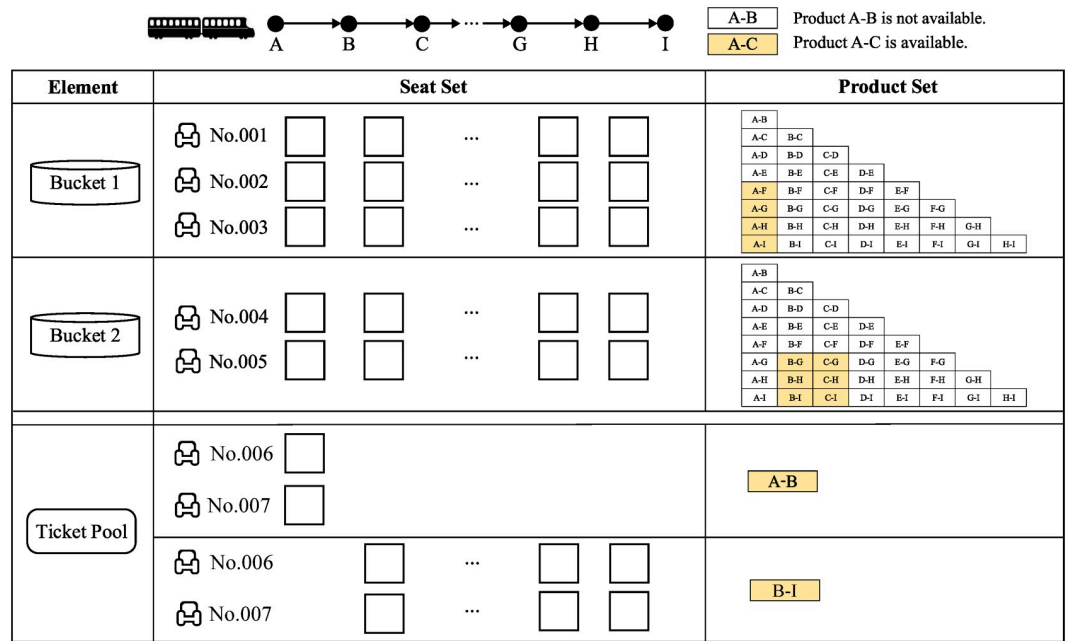 A B C ... G H I
A-B Product A-B is not available.
A-C Product A-C is available.
Element Seat Set Product Set
Bucket 1
No.001 ...
No.002 ...
No.003 ...
A-B
A-C B-C
A-D B-D C-D
A-E B-E C-E D-E
A-F B-F C-F D-F E-F
A-G B-G C-G D-G E-G F-G
A-H B-H C-H D-H E-H F-H G-H
A-I B-I C-I D-I E-I F-I G-I H-I
Bucket 2
No.004 ...
No.005 ...
A-B
A-C B-C
A-D B-D C-D
A-E B-E C-E D-E
A-F B-F C-F D-F E-F
A-G B-G C-G D-G E-G F-G
A-H B-H C-H D-H E-H F-H G-H
A-I B-I C-I D-I E-I F-I G-I H-I
Ticket Pool
No.006
No.007
A-B
No.006 ...
No.007 ...
B-I